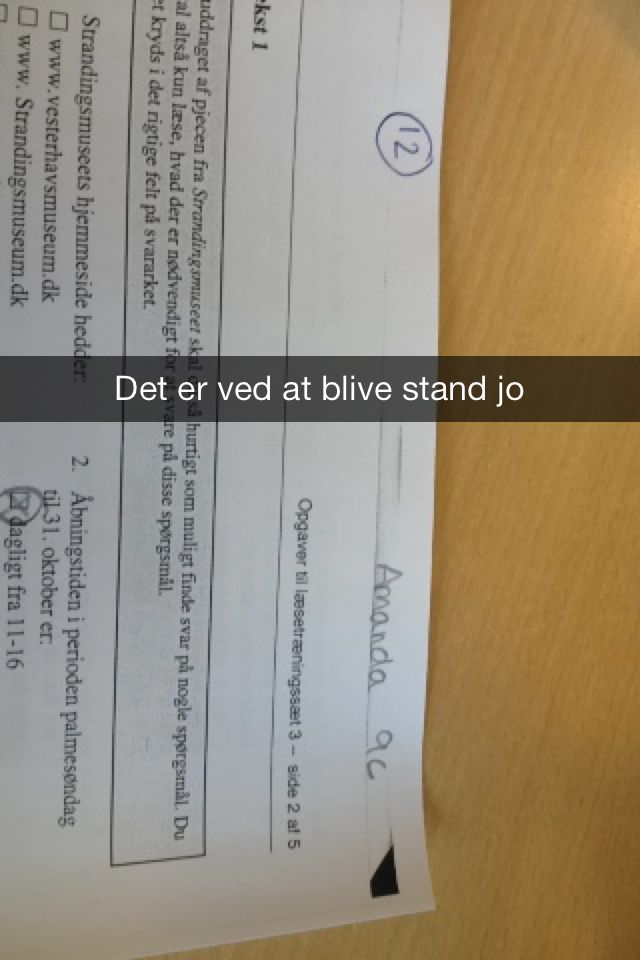 Det er ved at blive stand jo
12
Amanda 9c
Opgaver til læsetræningssæt 3 – side 2 af 5
ekst 1
uddraget af pjecen fra Strandingsmuseet skal så hurtigt som muligt finde svar på nogle spørgsmål. Du
al altså kun læse, hvad der er nødvendigt for at svare på disse spørgsmål.
et kryds i det rigtige felt på svararket.
Strandingsmuseets hjemmeside hedder:
www.vesterhavsmuseum.dk
www. Strandingsmuseum.dk
2. Åbningstiden i perioden palmesøndag
til 31. oktober er:
dagligt fra 11-16